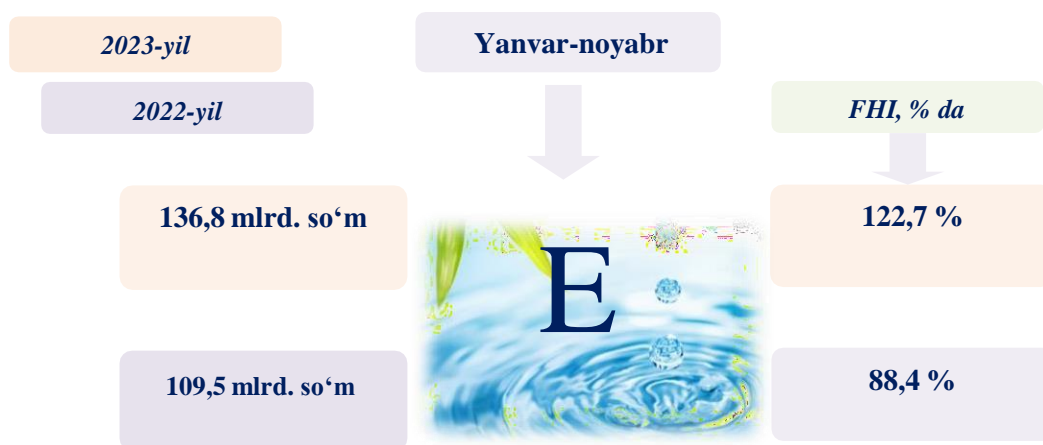 2023-yil
Yanvar-noyabr
2022-yil
FHI, % da
136,8 mlrd. so‘m
122,7 %
E
109,5 mlrd. so‘m
88,4 %